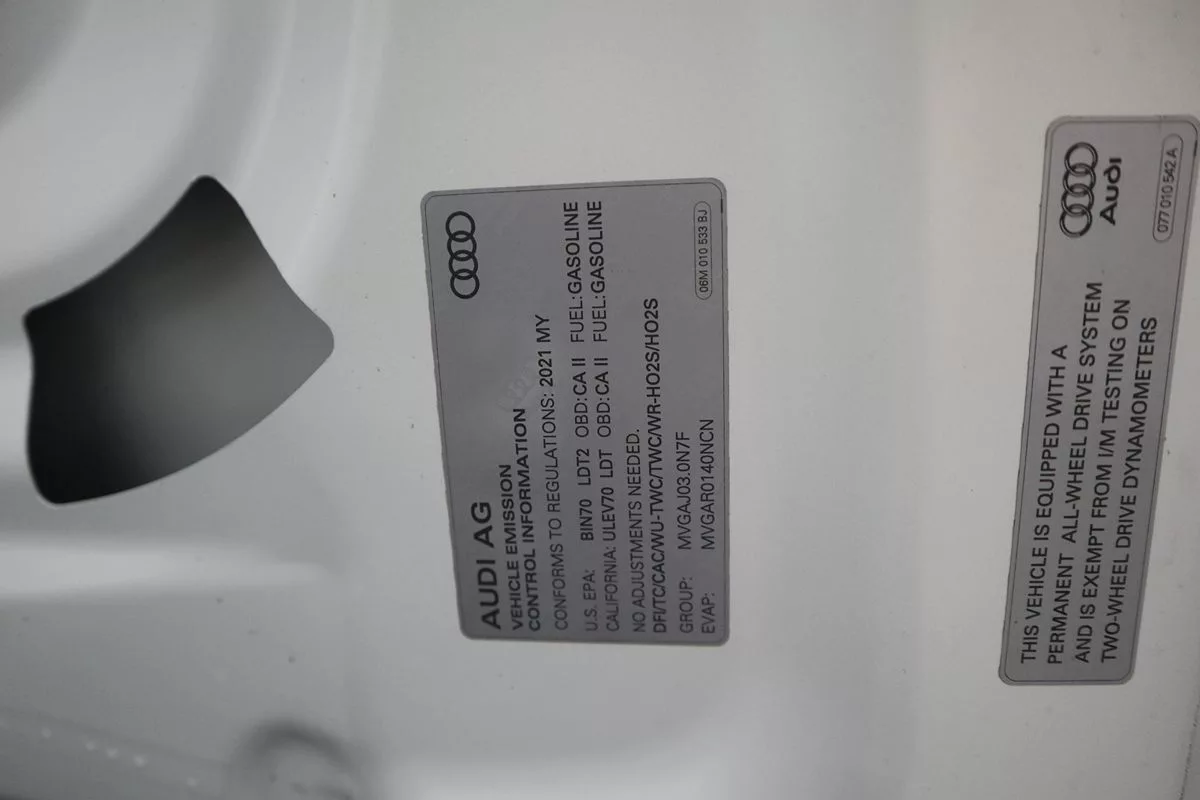 AUDI AG
VEHICLE EMISSION
CONTROL INFORMATION
CONFORMS TO REGULATIONS: 2021 MY
U.S. EPA: BIN70 LDT2 OBD:CA II FUEL:GASOLINE
CALIFORNIA: ULEV70 LDT OBD:CA II FUEL:GASOLINE
NO ADJUSTMENTS NEEDED.
DFI/TC/CAC/WU-TWC/TWC/WR-HO2S/HO2S
GROUP: MVGAJ03.0N7F
EVAP: MVGAR0140NCN
06M 010 533 BJ
Audi
THIS VEHICLE IS EQUIPPED WITH A
PERMANENT ALL-WHEEL DRIVE SYSTEM
AND IS EXEMPT FROM I/M TESTING ON
TWO-WHEEL DRIVE DYNAMOMETERS
077 010 542 A